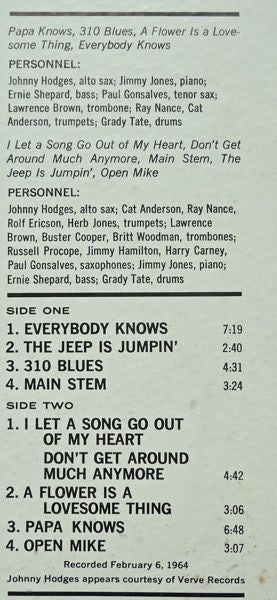 Papa Knows, 310 Blues, A Flower Is a Love-
some Thing, Everybody Knows
PERSONNEL:
Johnny Hodges, alto sax; Jimmy Jones, piano;
Ernie Shepard, bass; Paul Gonsalves, tenor sax;
Lawrence Brown, trombone; Ray Nance, Cat
Anderson, trumpets; Grady Tate, drums
I Let a Song Go Out of My Heart, Don't Get
Around Much Anymore, Main Stem, The
Jeep Is Jumpin', Open Mike
PERSONNEL:
Johnny Hodges, alto sax; Cat Anderson, Ray Nance,
Rolf Ericson, Herb Jones, trumpets; Lawrence
Brown, Buster Cooper, Britt Woodman, trombones;
Russell Procope, Jimmy Hamilton, Harry Carney,
Paul Gonsalves, saxophones; Jimmy Jones, piano;
Ernie Shepard, bass; Grady Tate, drums
SIDE ONE
1. EVERYBODY KNOWS 7:19
2. THE JEEP IS JUMPIN' 2:40
3. 310 BLUES 4:31
4. MAIN STEM 3:24
SIDE TWO
1. I LET A SONG GO OUT
OF MY HEART
DON'T GET AROUND
MUCH ANYMORE 4:42
2. A FLOWER IS A
LOVESOME THING 3:06
3. PAPA KNOWS 6:48
4. OPEN MIKE 3:07
Recorded February 6, 1964
Johnny Hodges appears courtesy of Verve Records